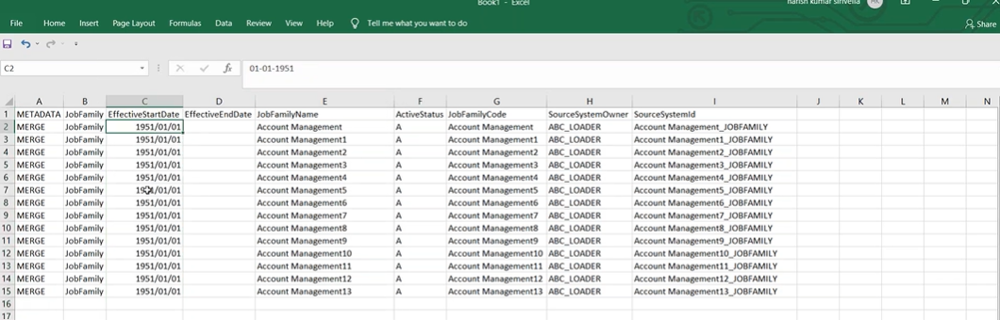 Book1 - Excel
harish kumar sirivella
File Home Insert Page Layout Formulas Data Review View Help Tell me what you want to do Share
C2 fx 01-01-1951
A B C D E F G H I J K L M N
1 METADATA JobFamily EffectiveStartDate EffectiveEndDate JobFamilyName ActiveStatus JobFamilyCode SourceSystemOwner SourceSystemId
2 MERGE JobFamily 1951/01/01 Account Management A Account Management ABC_LOADER Account Management_JOBFAMILY
3 MERGE JobFamily 1951/01/01 Account Management1 A Account Management1 ABC_LOADER Account Management1_JOBFAMILY
4 MERGE JobFamily 1951/01/01 Account Management2 A Account Management2 ABC_LOADER Account Management2_JOBFAMILY
5 MERGE JobFamily 1951/01/01 Account Management3 A Account Management3 ABC_LOADER Account Management3_JOBFAMILY
6 MERGE JobFamily 1951/01/01 Account Management4 A Account Management4 ABC_LOADER Account Management4_JOBFAMILY
7 MERGE JobFamily 1951/01/01 Account Management5 A Account Management5 ABC_LOADER Account Management5_JOBFAMILY
8 MERGE JobFamily 1951/01/01 Account Management6 A Account Management6 ABC_LOADER Account Management6_JOBFAMILY
9 MERGE JobFamily 1951/01/01 Account Management7 A Account Management7 ABC_LOADER Account Management7_JOBFAMILY
10 MERGE JobFamily 1951/01/01 Account Management8 A Account Management8 ABC_LOADER Account Management8_JOBFAMILY
11 MERGE JobFamily 1951/01/01 Account Management9 A Account Management9 ABC_LOADER Account Management9_JOBFAMILY
12 MERGE JobFamily 1951/01/01 Account Management10 A Account Management10 ABC_LOADER Account Management10_JOBFAMILY
13 MERGE JobFamily 1951/01/01 Account Management11 A Account Management11 ABC_LOADER Account Management11_JOBFAMILY
14 MERGE JobFamily 1951/01/01 Account Management12 A Account Management12 ABC_LOADER Account Management12_JOBFAMILY
15 MERGE JobFamily 1951/01/01 Account Management13 A Account Management13 ABC_LOADER Account Management13_JOBFAMILY
16
17